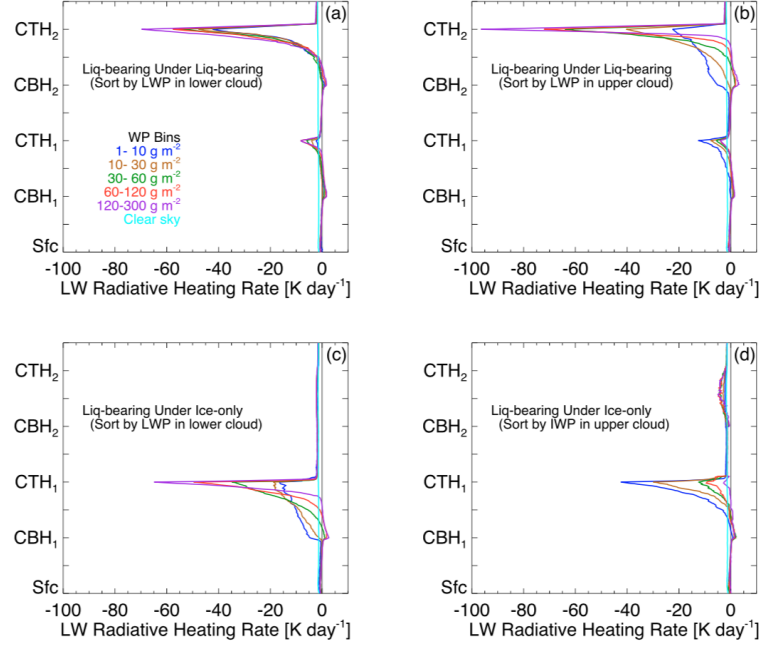 (a)
CTH2
CBH2
CTH1
CBH1
Sfc
Liq-bearing Under Liq-bearing
(Sort by LWP in lower cloud)
WP Bins
1- 10 g m-2
10- 30 g m-2
30- 60 g m-2
60-120 g m-2
120-300 g m-2
Clear sky
-100 -80 -60 -40 -20 0
LW Radiative Heating Rate [K day-1]
(b)
CTH2
CBH2
CTH1
CBH1
Sfc
Liq-bearing Under Liq-bearing
(Sort by LWP in upper cloud)
-100 -80 -60 -40 -20 0
LW Radiative Heating Rate [K day-1]
(c)
CTH2
CBH2
CTH1
CBH1
Sfc
Liq-bearing Under Ice-only
(Sort by LWP in lower cloud)
-100 -80 -60 -40 -20 0
LW Radiative Heating Rate [K day-1]
(d)
CTH2
CBH2
CTH1
CBH1
Sfc
Liq-bearing Under Ice-only
(Sort by IWP in upper cloud)
-100 -80 -60 -40 -20 0
LW Radiative Heating Rate [K day-1]